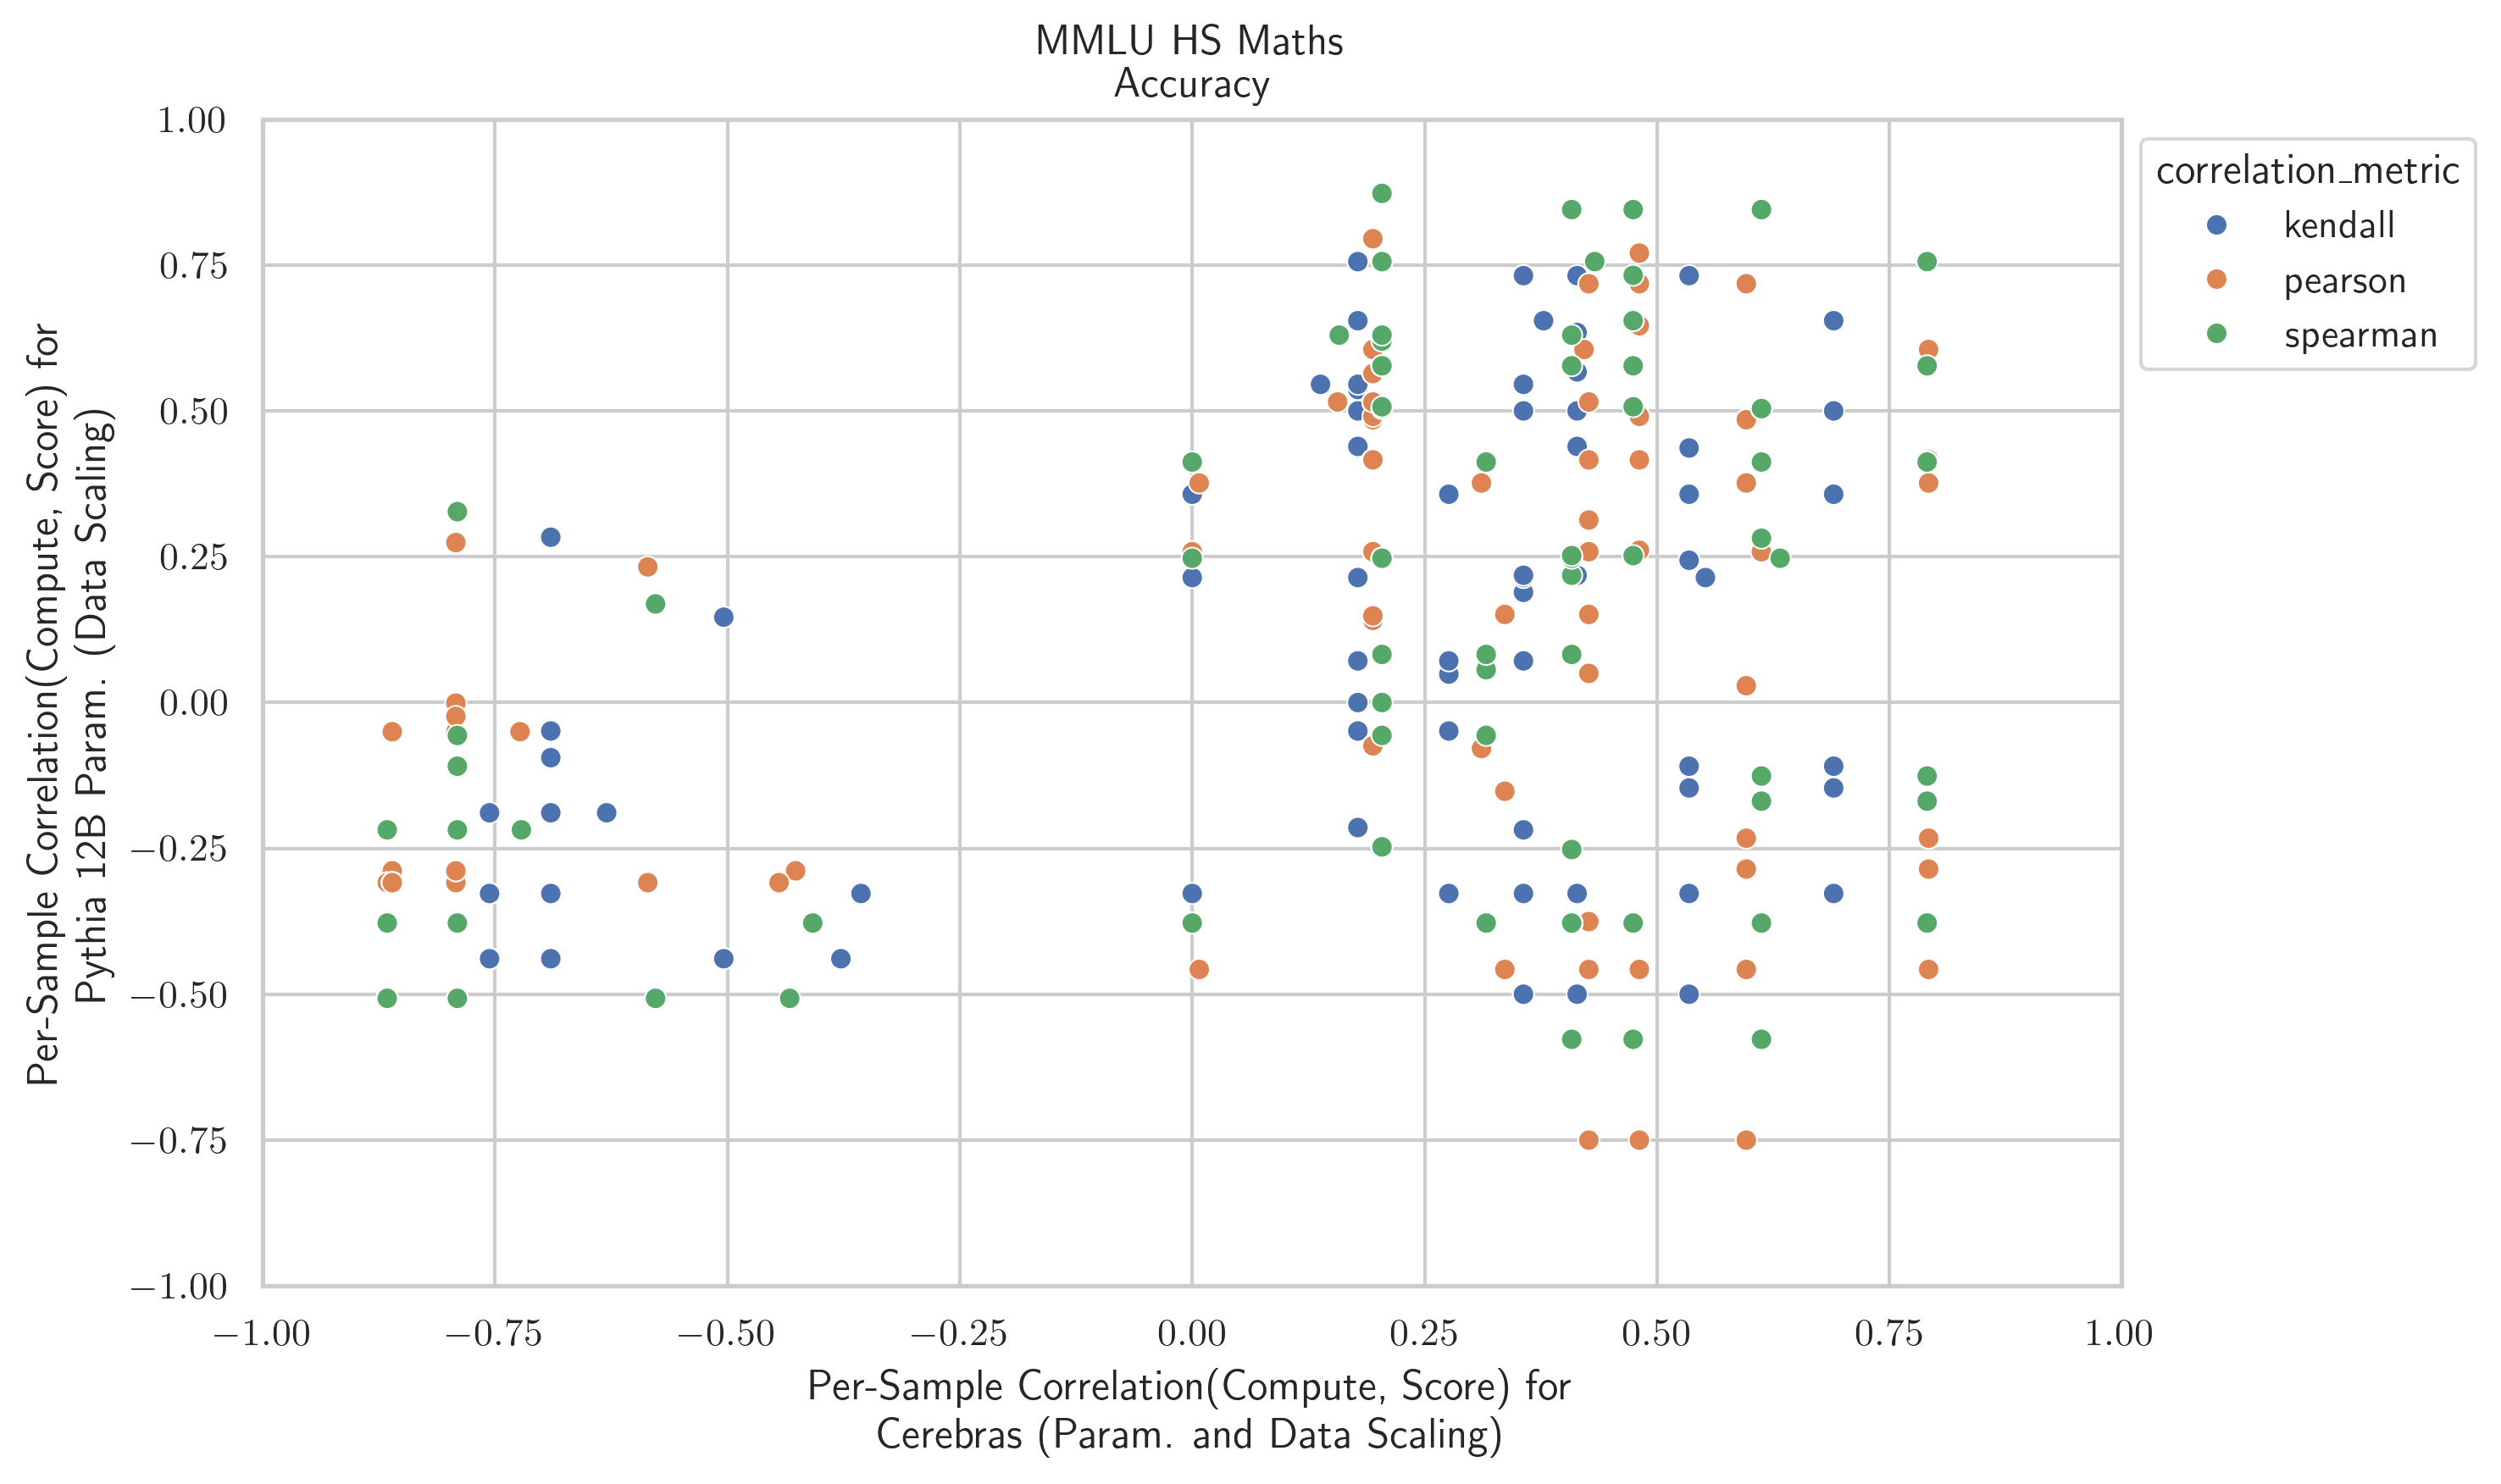 MMLU HS Maths
Accuracy
Per-Sample Correlation(Compute, Score) for
Pythia 12B Param. (Data Scaling)
1.00
0.75
0.50
0.25
0.00
−0.25
−0.50
−0.75
−1.00
−1.00 −0.75 −0.50 −0.25 0.00 0.25 0.50 0.75 1.00
Per-Sample Correlation(Compute, Score) for
Cerebras (Param. and Data Scaling)
correlation_metric
kendall
pearson
spearman